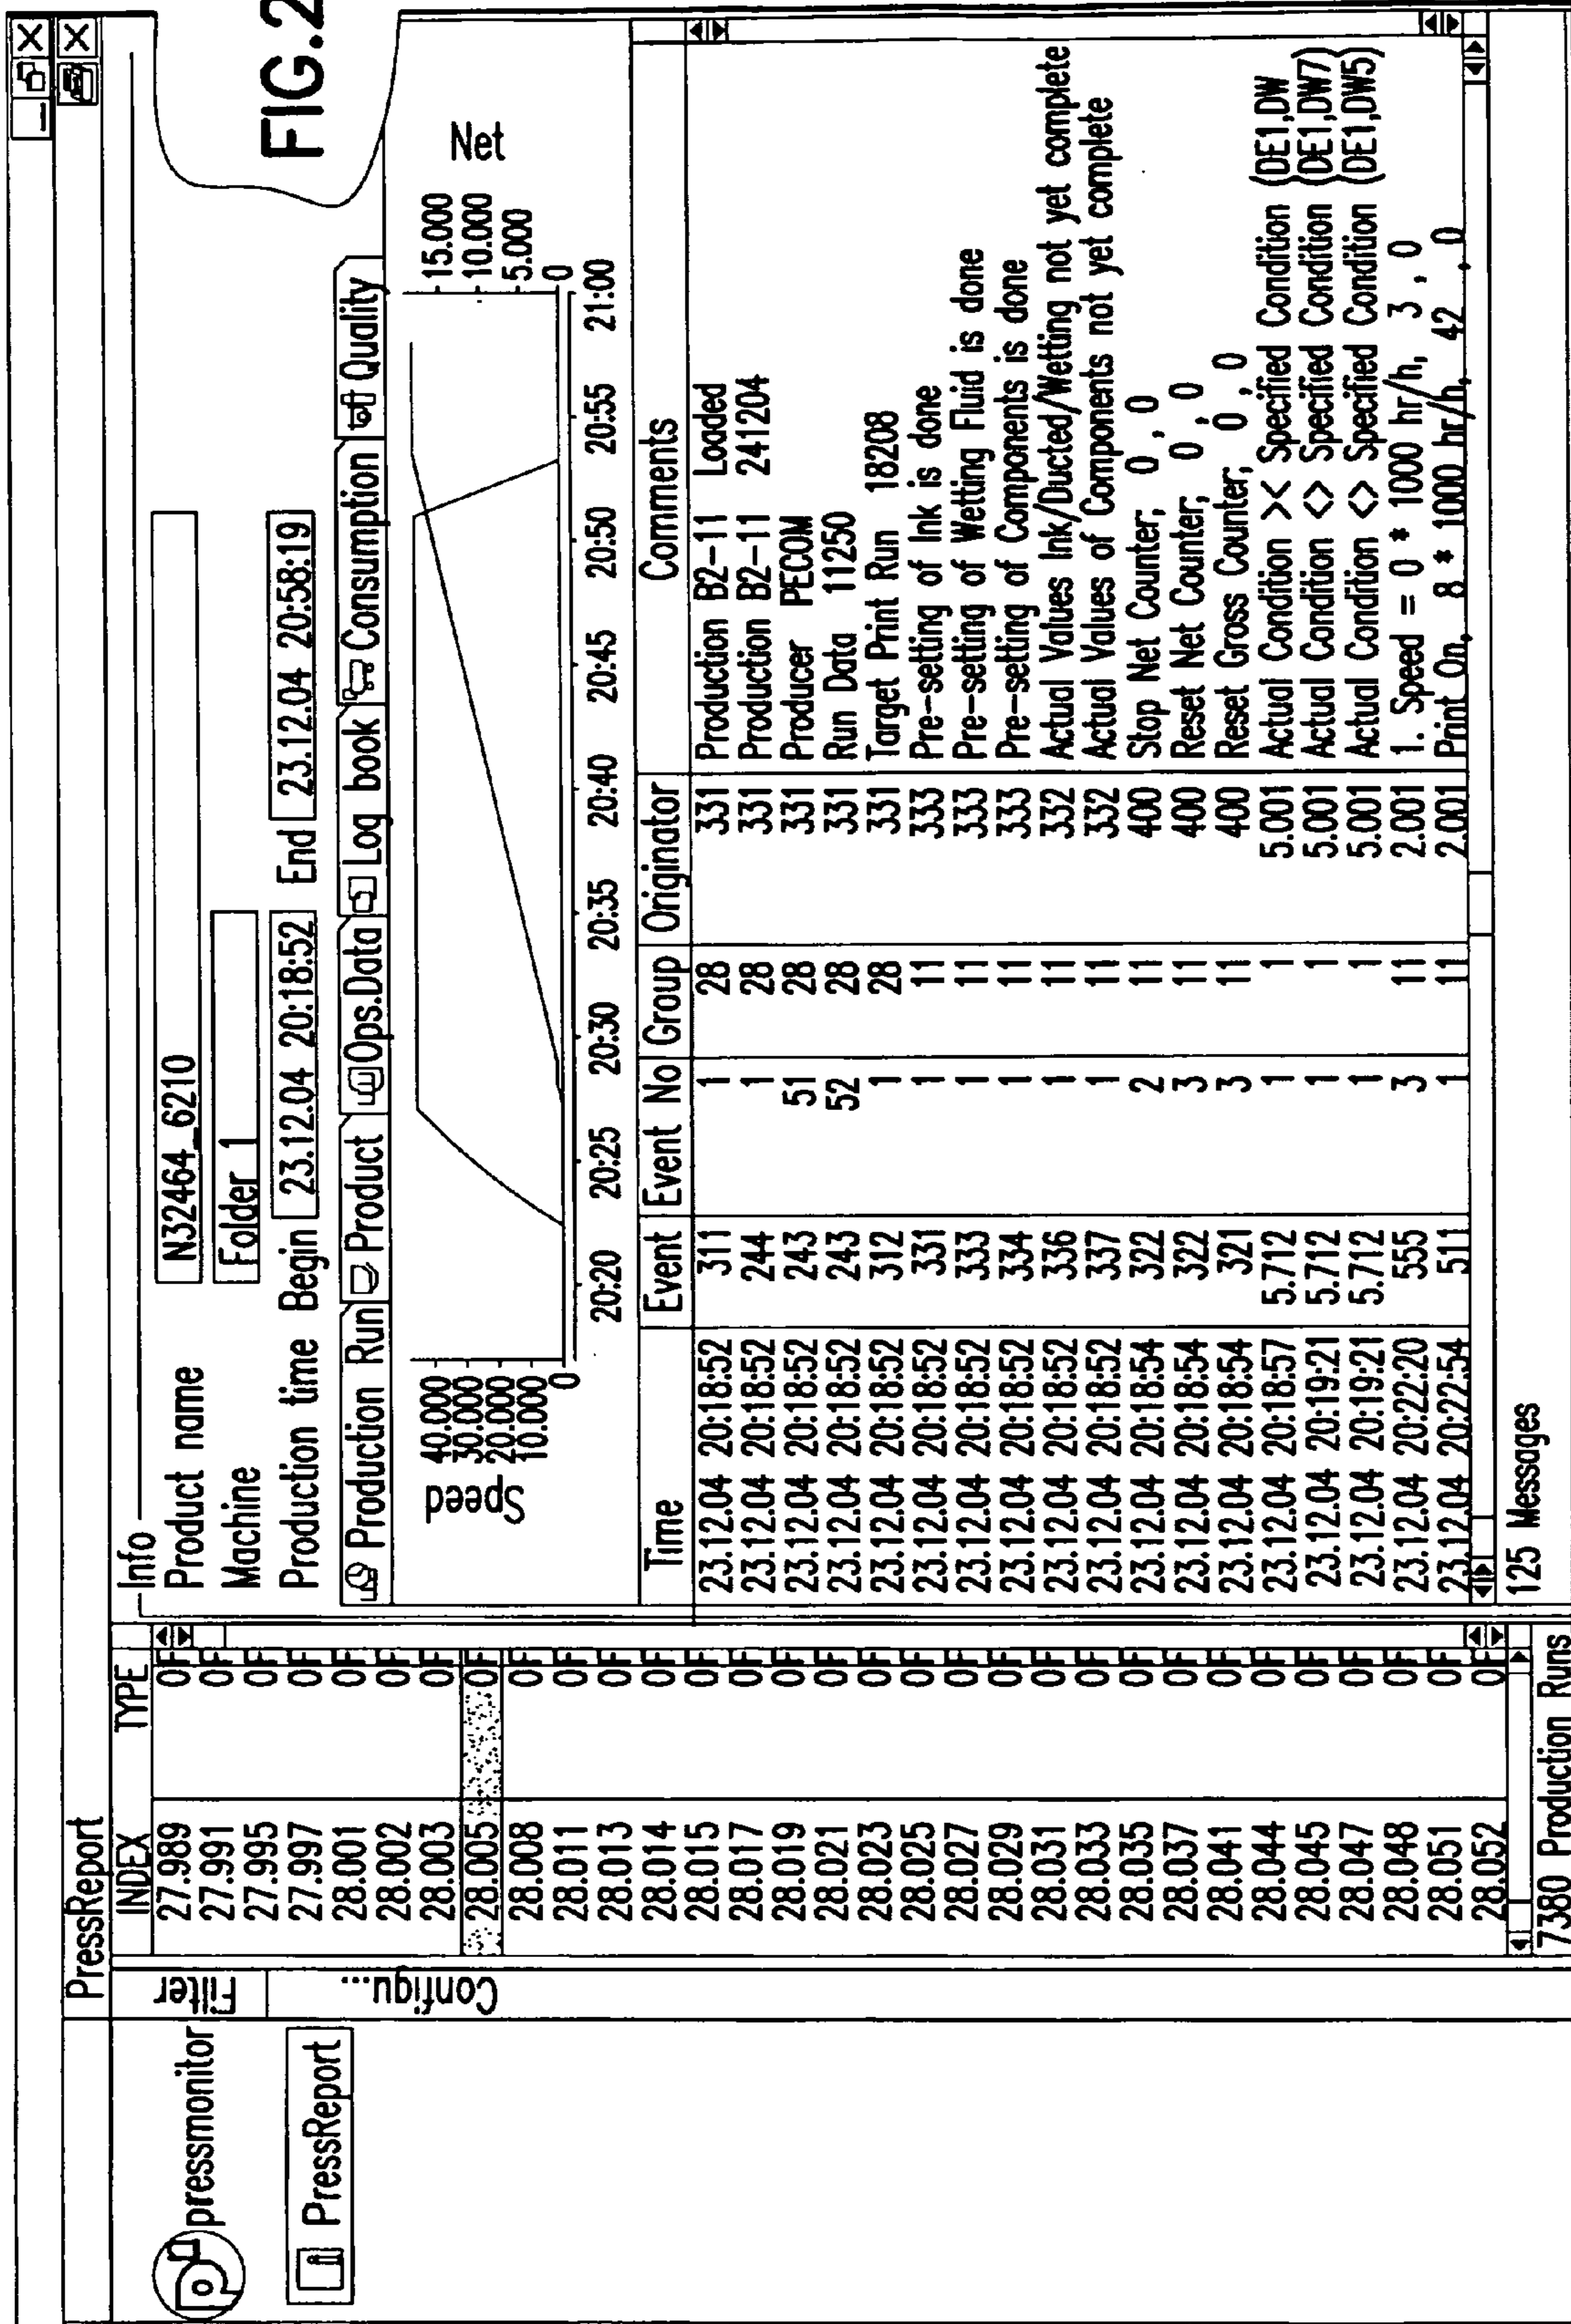 FIG.2
PressReport
pressmonitor
PressReport
Filter
Configu...
INDEX TYPE
27.989 OF
27.991 OF
27.995 OF
27.997 OF
28.001 OF
28.002 OF
28.003 OF
28.005 OF
28.008 OF
28.011 OF
28.013 OF
28.014 OF
28.015 OF
28.017 OF
28.019 OF
28.021 OF
28.023 OF
28.025 OF
28.027 OF
28.029 OF
28.031 OF
28.033 OF
28.035 OF
28.037 OF
28.041 OF
28.044 OF
28.045 OF
28.047 OF
28.048 OF
28.051 OF
28.052 OF
7380 Production Runs
Info
Product name N32464_6210
Machine Folder 1
Production time Begin 23.12.04 20:18:52 End 23.12.04 20:58:19
Production Run Product Ops.Data Log book Consumption Quality
Speed
40.000
30.000
20.000
10.000
0
Net
15.000
10.000
5.000
0
20:20 20:25 20:30 20:35 20:40 20:45 20:50 20:55 21:00
Time Event Event No Group Originator Comments
23.12.04 20:18:52 311 1 28 331 Production B2-11 Loaded
23.12.04 20:18:52 244 1 28 331 Production B2-11 241204
23.12.04 20:18:52 243 51 28 331 Producer PECOM
23.12.04 20:18:52 243 52 28 331 Run Data 11250
23.12.04 20:18:52 312 1 28 331 Target Print Run 18208
23.12.04 20:18:52 331 1 11 333 Pre-setting of Ink is done
23.12.04 20:18:52 333 1 11 333 Pre-setting of Wetting Fluid is done
23.12.04 20:18:52 334 1 11 333 Pre-setting of Components is done
23.12.04 20:18:52 336 1 11 332 Actual Values Ink/Ducted/Wetting not yet complete
23.12.04 20:18:52 337 1 11 332 Actual Values of Components not yet complete
23.12.04 20:18:54 322 2 11 400 Stop Net Counter; 0 , 0
23.12.04 20:18:54 322 3 11 400 Reset Net Counter; 0 , 0
23.12.04 20:18:54 321 3 11 400 Reset Gross Counter; 0 , 0
23.12.04 20:18:57 5.712 1 1 5.001 Actual Condition >< Specified Condition (DE1,DW
23.12.04 20:19:21 5.712 1 1 5.001 Actual Condition <> Specified Condition (DE1,DW7)
23.12.04 20:19:21 5.712 1 1 5.001 Actual Condition <> Specified Condition (DE1,DW5)
23.12.04 20:22:20 555 3 11 2.001 1. Speed = 0 * 1000 hr/h, 3 , 0
23.12.04 20:22:54 511 1 11 2.001 Print On, 8 * 1000 hr/h, 42 , 0
125 Messages